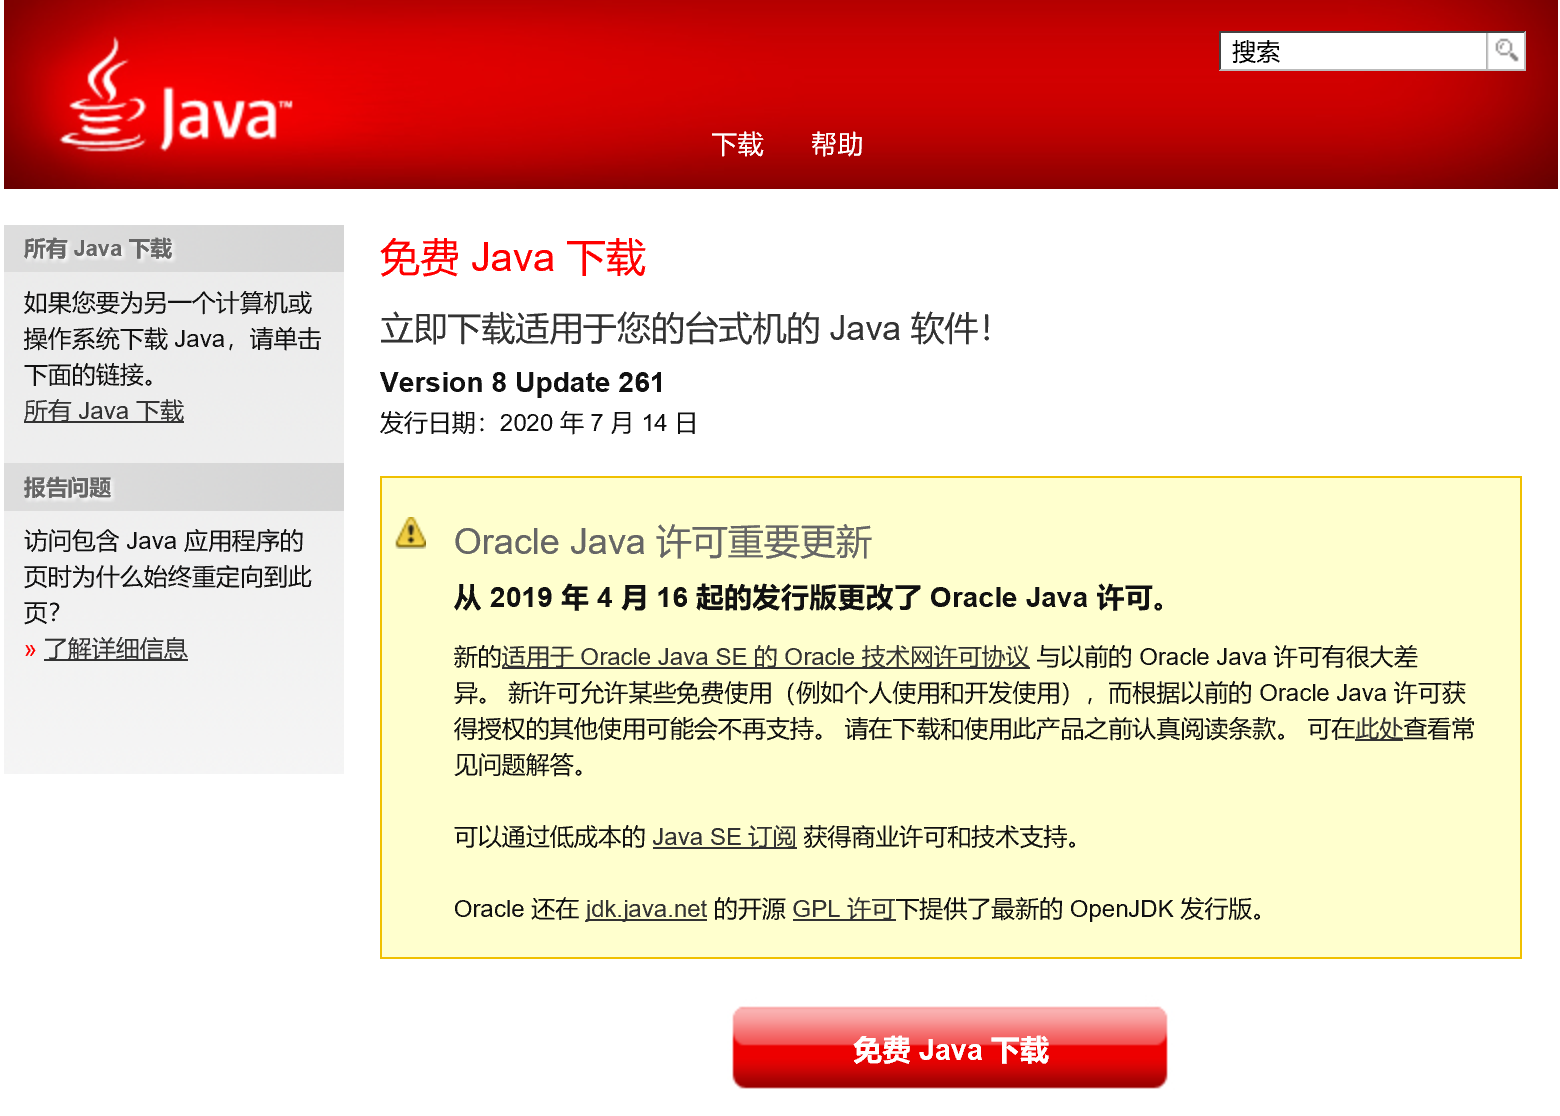 Java™
搜索
下载 帮助
所有 Java 下载
如果您要为另一个计算机或
操作系统下载 Java，请单击
下面的链接。
所有 Java 下载
报告问题
访问包含 Java 应用程序的
页时为什么始终重定向到此
页？
» 了解详细信息
免费 Java 下载
立即下载适用于您的台式机的 Java 软件！
Version 8 Update 261
发行日期：2020 年 7 月 14 日
Oracle Java 许可重要更新
从 2019 年 4 月 16 起的发行版更改了 Oracle Java 许可。
新的适用于 Oracle Java SE 的 Oracle 技术网许可协议 与以前的 Oracle Java 许可有很大差
异。 新许可允许某些免费使用（例如个人使用和开发使用），而根据以前的 Oracle Java 许可获
得授权的其他使用可能会不再支持。 请在下载和使用此产品之前认真阅读条款。 可在此处查看常
见问题解答。
可以通过低成本的 Java SE 订阅 获得商业许可和技术支持。
Oracle 还在 jdk.java.net 的开源 GPL 许可下提供了最新的 OpenJDK 发行版。
免费 Java 下载